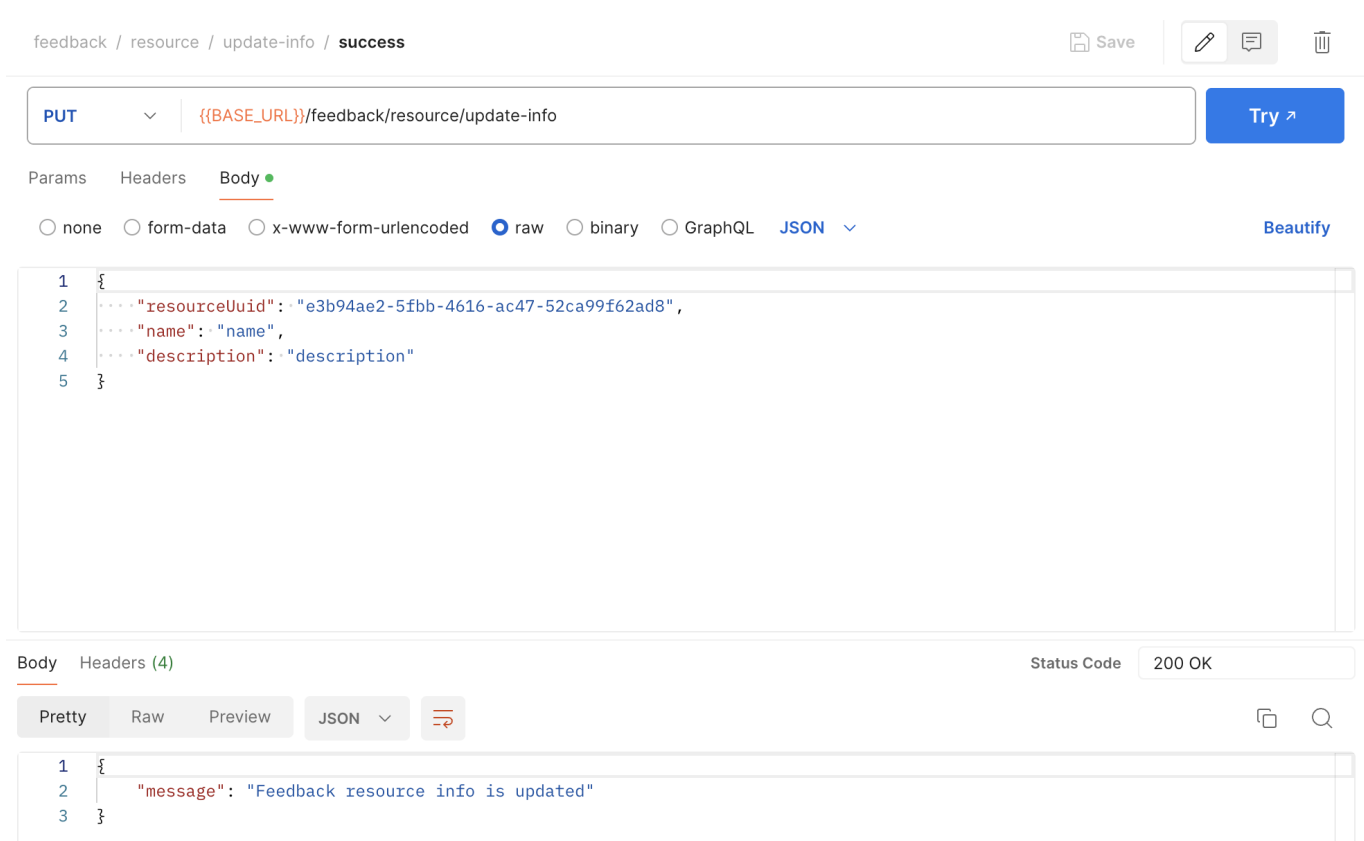 feedback / resource / update-info / success Save
PUT {{BASE_URL}}/feedback/resource/update-info Try ↗
Params Headers Body
none form-data x-www-form-urlencoded raw binary GraphQL JSON Beautify
1 {
2 "resourceUuid": "e3b94ae2-5fbb-4616-ac47-52ca99f62ad8",
3 "name": "name",
4 "description": "description"
5 }
Body Headers (4) Status Code 200 OK
Pretty Raw Preview JSON
1 {
2 "message": "Feedback resource info is updated"
3 }